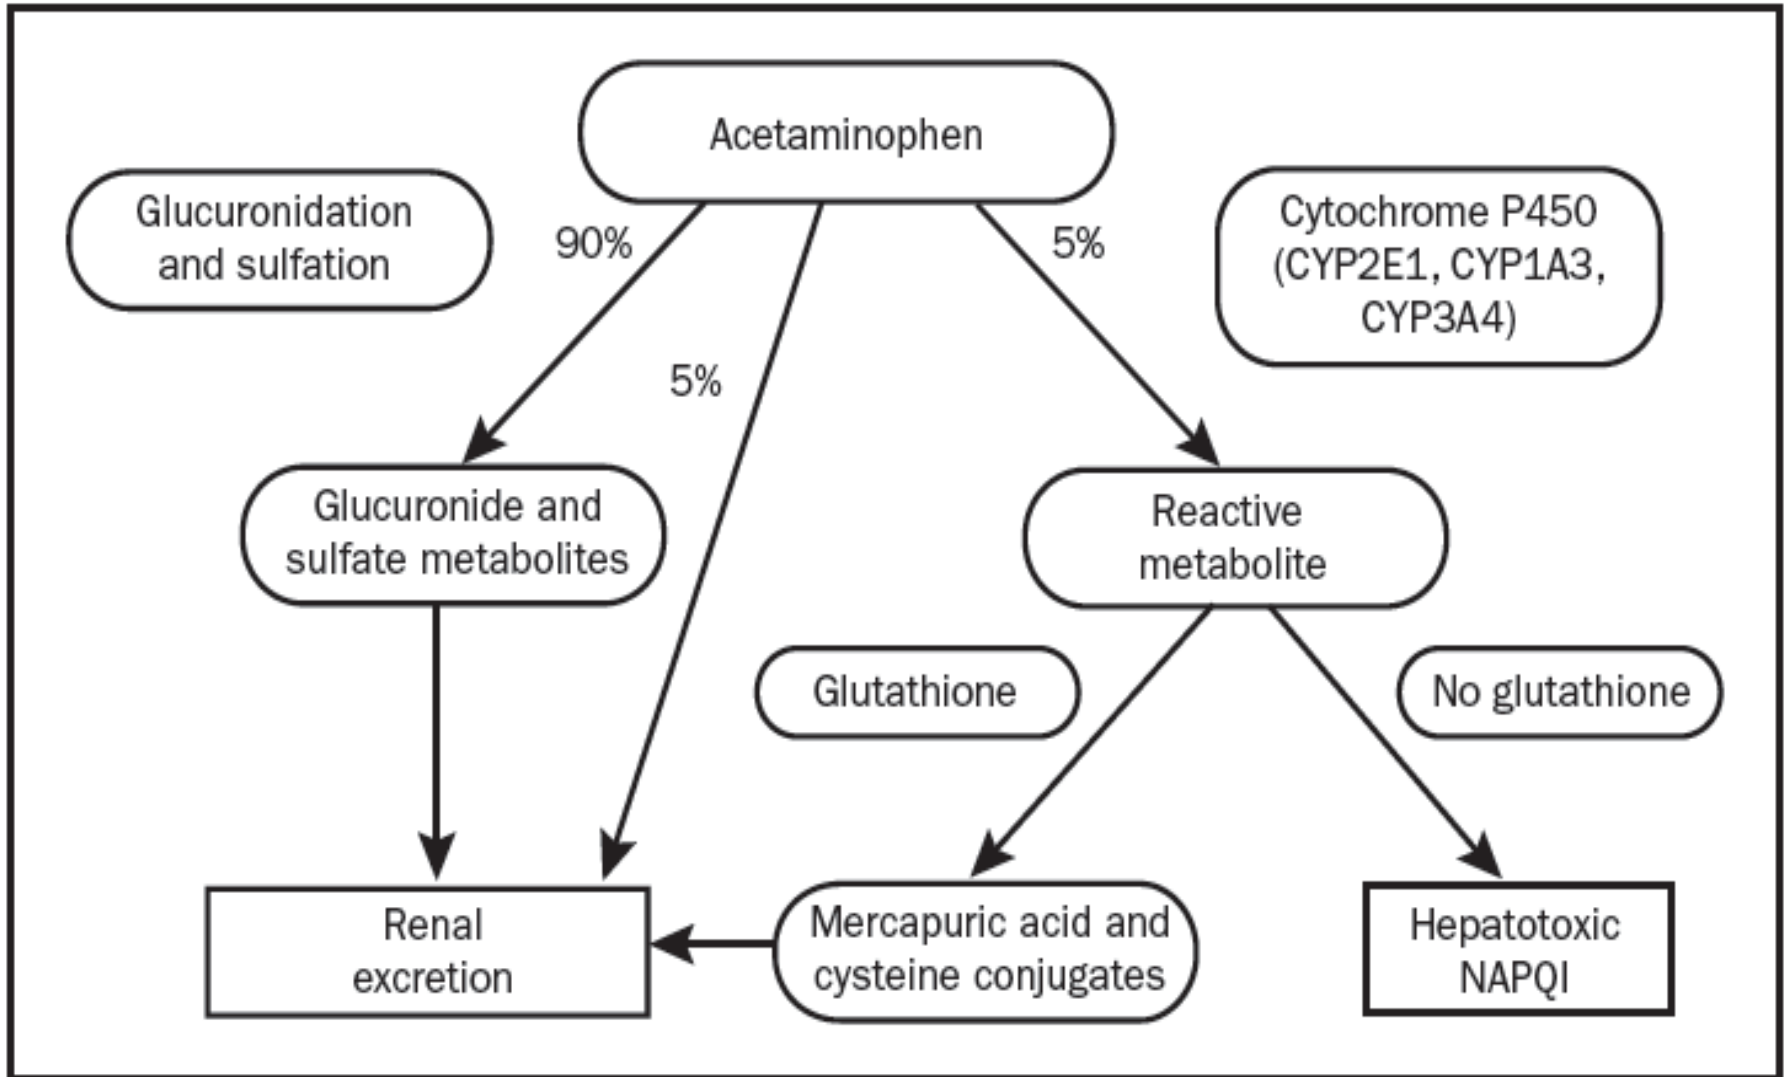 Acetaminophen
Glucuronidation
and sulfation
90%
5%
5%
Cytochrome P450
(CYP2E1, CYP1A3,
CYP3A4)
Glucuronide and
sulfate metabolites
Reactive
metabolite
Glutathione
No glutathione
Renal
excretion
Mercapuric acid and
cysteine conjugates
Hepatotoxic
NAPQI